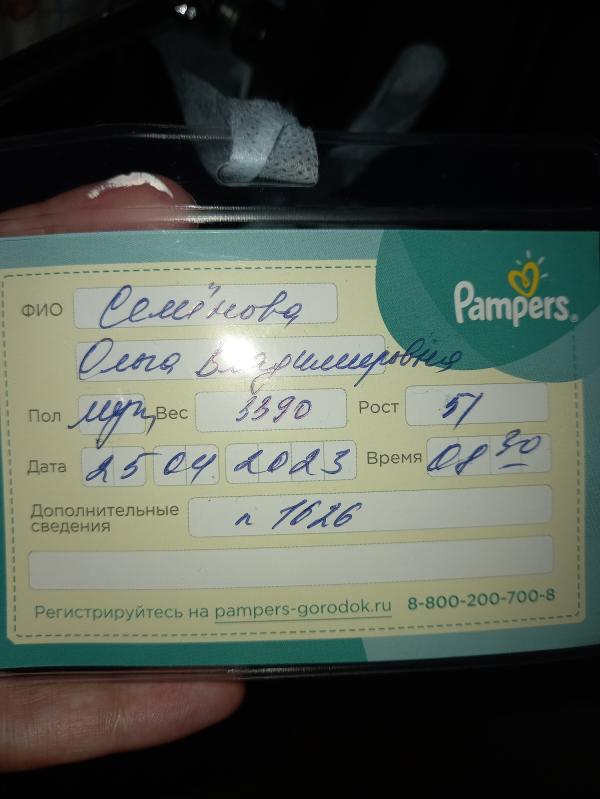 Pampers®
ФИО Семёнова
Ольга Владимировна
Пол муж, Вес 3390 Рост 51
Дата 25 04 2023 Время 08 30
Дополнительные
сведения
п 1626
Регистрируйтесь на pampers-gorodok.ru 8-800-200-700-8